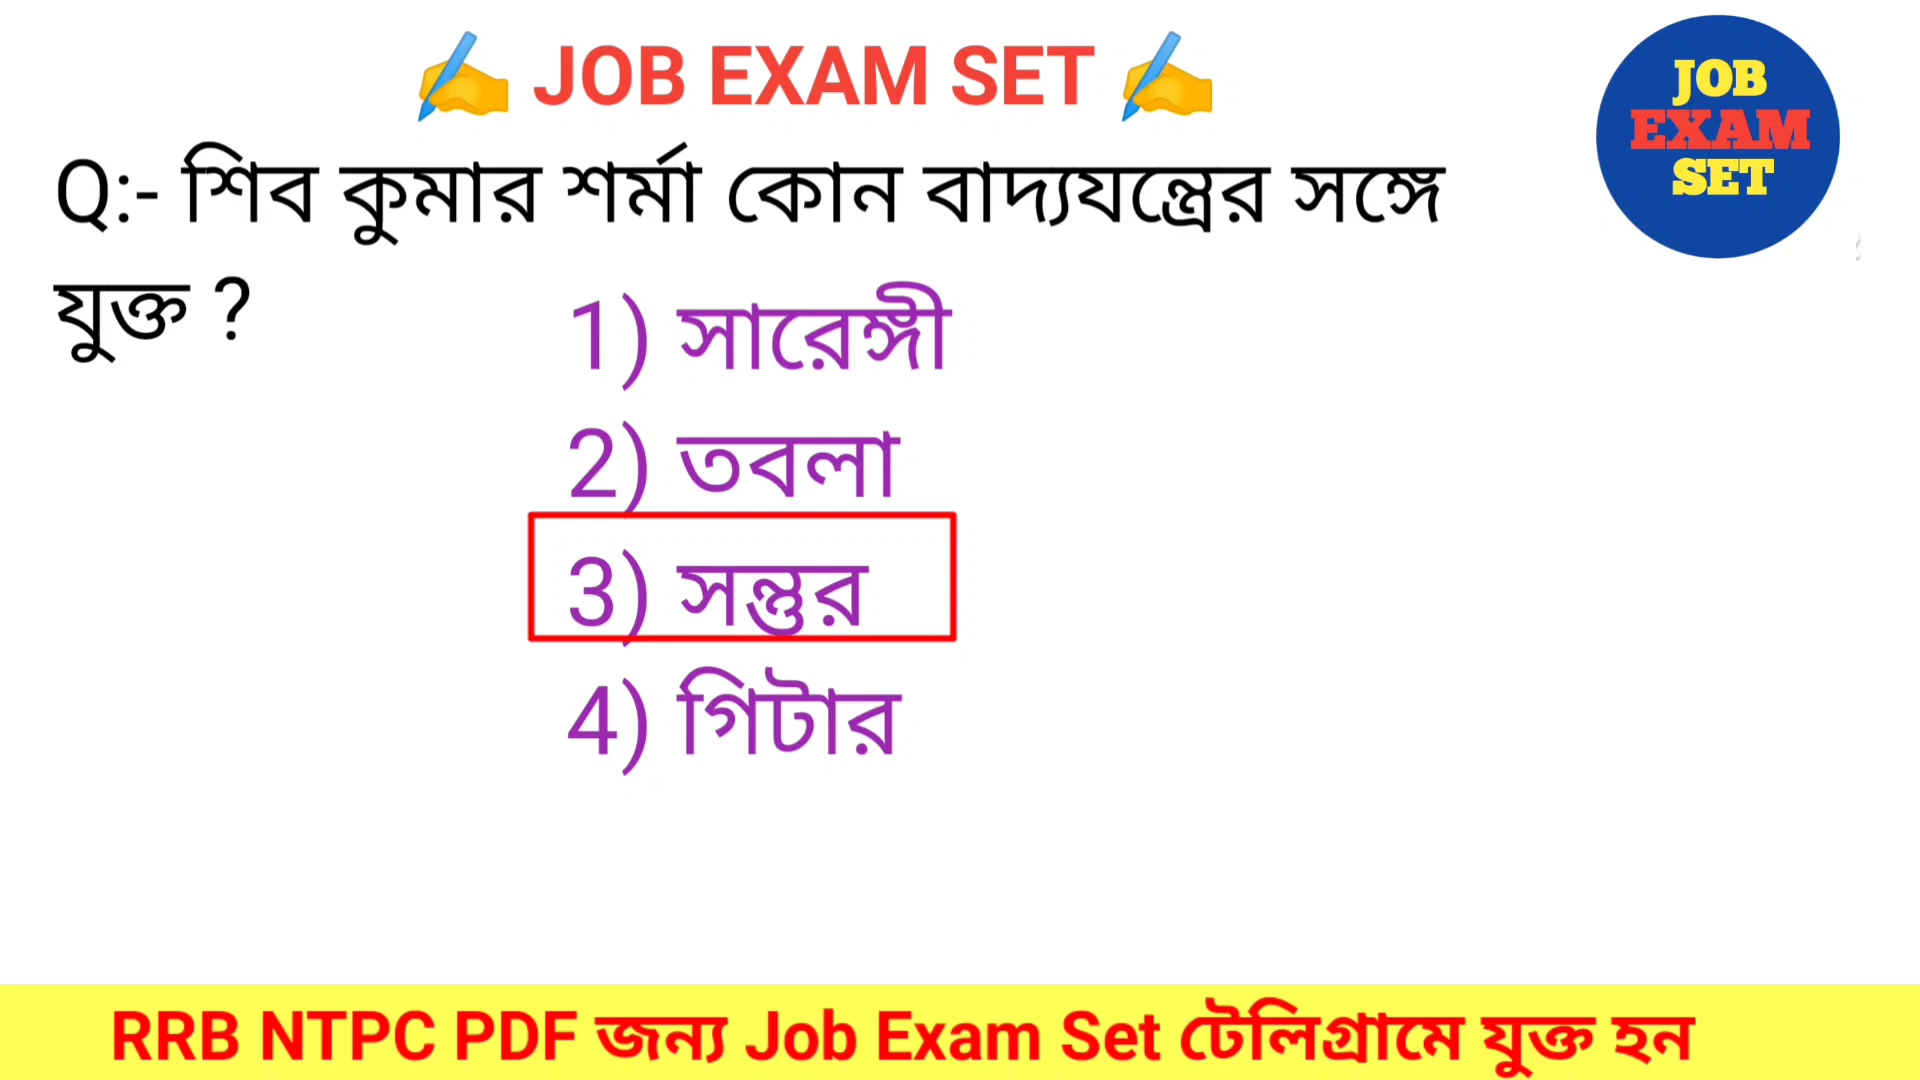 ✍️ JOB EXAM SET ✍️
JOB
EXAM
SET
Q:- শিব কুমার শর্মা কোন বাদ্যযন্ত্রের সঙ্গে
যুক্ত ?
1) সারেঙ্গী
2) তবলা
3) সন্তুর
4) গিটার
RRB NTPC PDF জন্য Job Exam Set টেলিগ্রামে যুক্ত হন